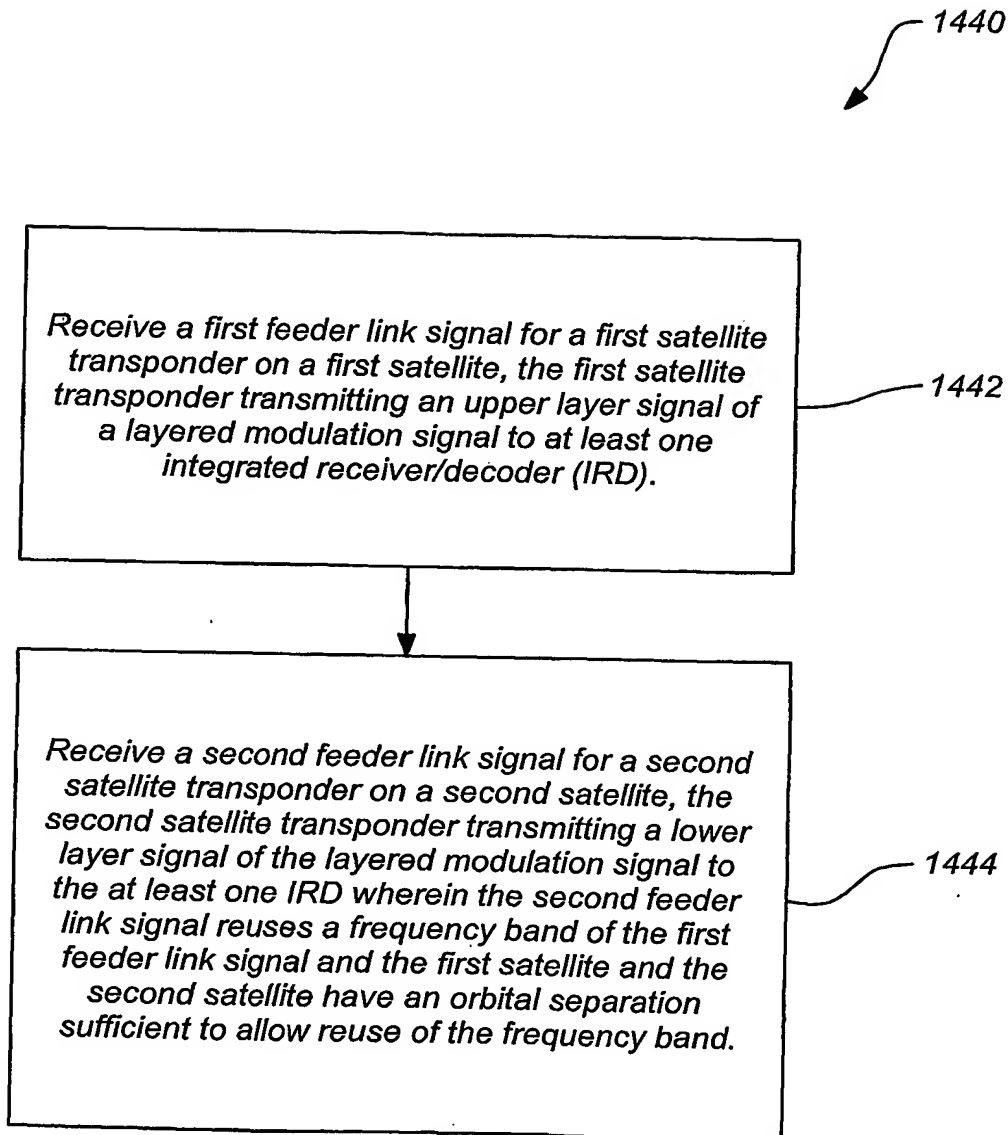 1440
Receive a first feeder link signal for a first satellite
transponder on a first satellite, the first satellite
transponder transmitting an upper layer signal of
a layered modulation signal to at least one
integrated receiver/decoder (IRD).
1442
Receive a second feeder link signal for a second
satellite transponder on a second satellite, the
second satellite transponder transmitting a lower
layer signal of the layered modulation signal to
the at least one IRD wherein the second feeder
link signal reuses a frequency band of the first
feeder link signal and the first satellite and the
second satellite have an orbital separation
sufficient to allow reuse of the frequency band.
1444